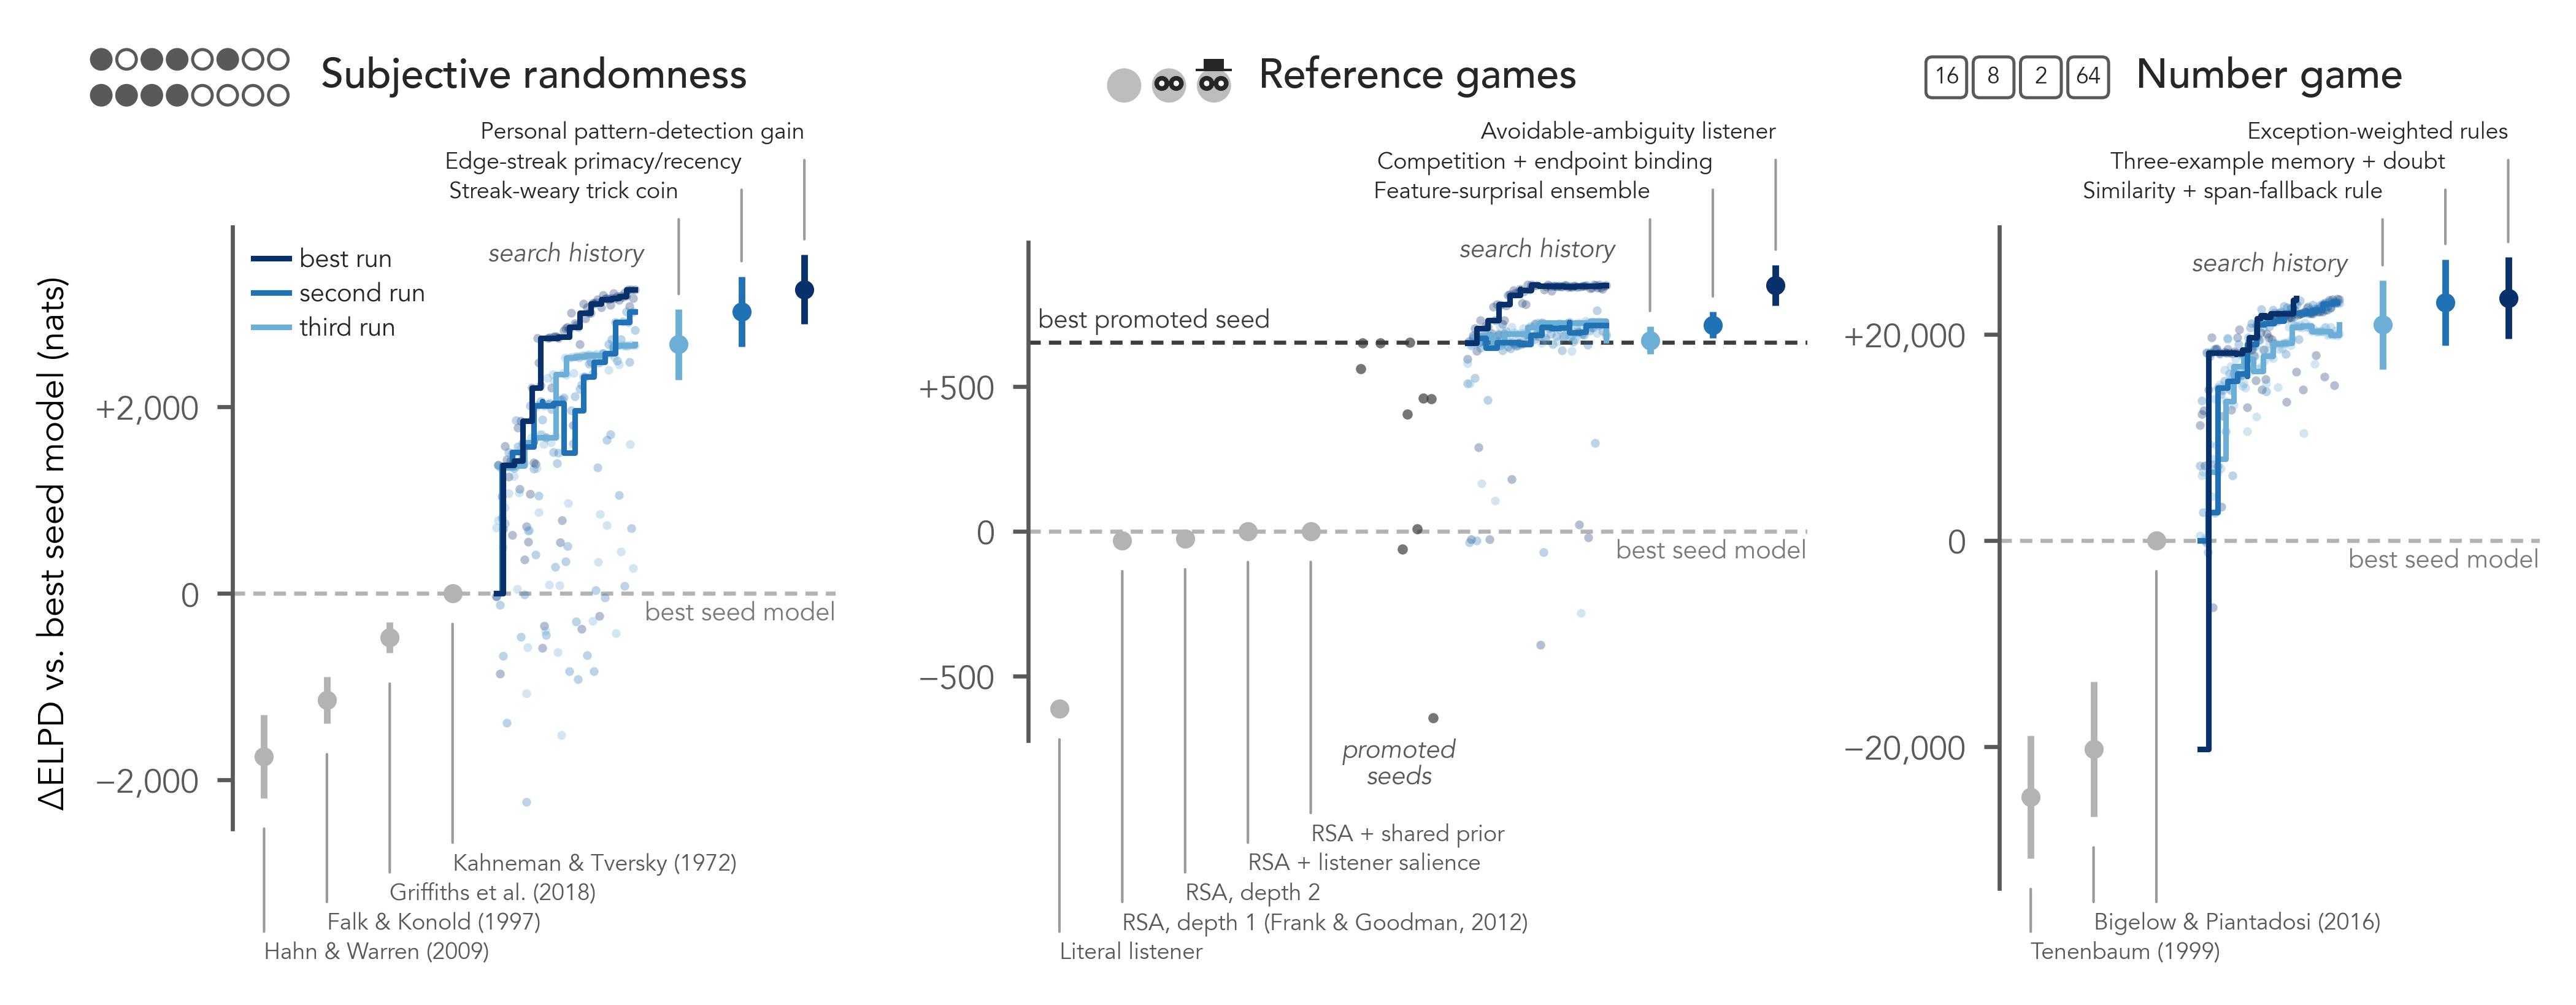 Subjective randomness
Personal pattern-detection gain
Edge-streak primacy/recency
Streak-weary trick coin
best run
second run
third run
search history
ΔELPD vs. best seed model (nats)
+2,000
0
−2,000
best seed model
Kahneman & Tversky (1972)
Griffiths et al. (2018)
Falk & Konold (1997)
Hahn & Warren (2009)
Reference games
Avoidable-ambiguity listener
Competition + endpoint binding
Feature-surprisal ensemble
search history
best promoted seed
+500
0
−500
best seed model
promoted
seeds
RSA + shared prior
RSA + listener salience
RSA, depth 2
RSA, depth 1 (Frank & Goodman, 2012)
Literal listener
16 8 2 64
Number game
Exception-weighted rules
Three-example memory + doubt
Similarity + span-fallback rule
search history
+20,000
0
−20,000
best seed model
Bigelow & Piantadosi (2016)
Tenenbaum (1999)